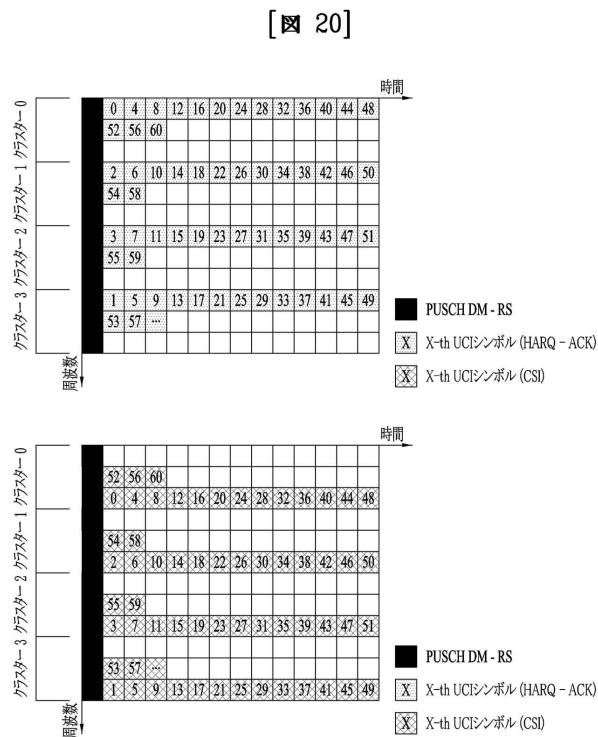 [図 20]
時間
クラスター 0
0 4 8 12 16 20 24 28 32 36 40 44 48
52 56 60
クラスター 1
2 6 10 14 18 22 26 30 34 38 42 46 50
54 58
クラスター 2
3 7 11 15 19 23 27 31 35 39 43 47 51
55 59
クラスター 3
1 5 9 13 17 21 25 29 33 37 41 45 49
53 57 ...
周波数
PUSCH DM - RS
X X-th UCIシンボル (HARQ - ACK)
X X-th UCIシンボル (CSI)
時間
クラスター 0
52 56 60
0 4 8 12 16 20 24 28 32 36 40 44 48
クラスター 1
54 58
2 6 10 14 18 22 26 30 34 38 42 46 50
クラスター 2
55 59
3 7 11 15 19 23 27 31 35 39 43 47 51
クラスター 3
53 57 ...
1 5 9 13 17 21 25 29 33 37 41 45 49
周波数
PUSCH DM - RS
X X-th UCIシンボル (HARQ - ACK)
X X-th UCIシンボル (CSI)